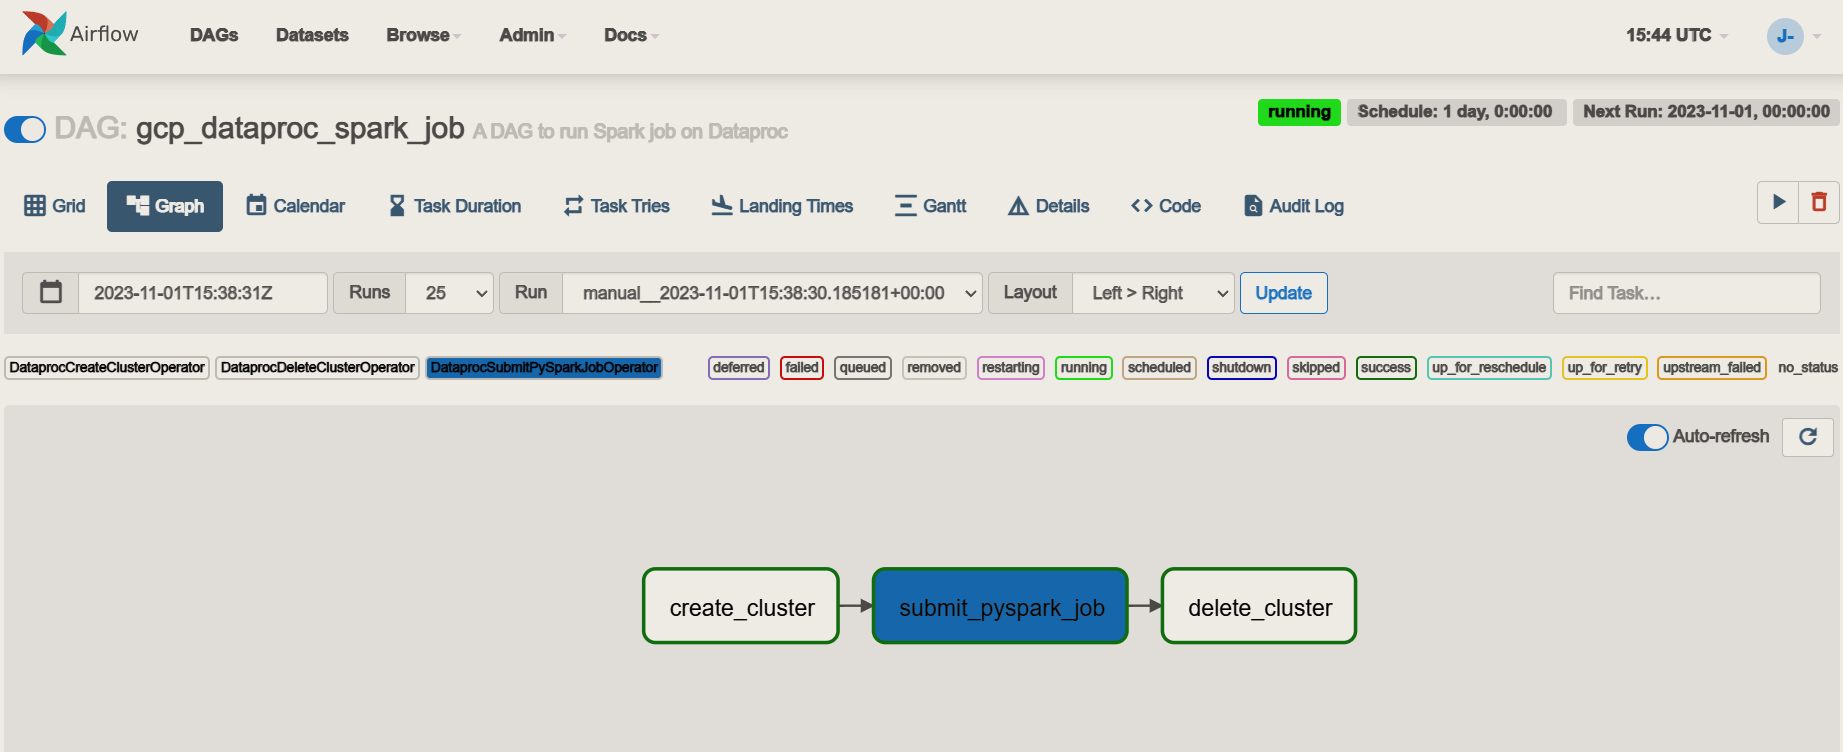 Airflow DAGs Datasets Browse Admin Docs 15:44 UTC J-
running Schedule: 1 day, 0:00:00 Next Run: 2023-11-01, 00:00:00
DAG: gcp_dataproc_spark_job A DAG to run Spark job on Dataproc
Grid Graph Calendar Task Duration Task Tries Landing Times Gantt Details Code Audit Log
2023-11-01T15:38:31Z Runs 25 Run manual__2023-11-01T15:38:30.185181+00:00 Layout Left > Right Update Find Task...
DataprocCreateClusterOperator DataprocDeleteClusterOperator DataprocSubmitPySparkJobOperator deferred failed queued removed restarting running scheduled shutdown skipped success up_for_reschedule up_for_retry upstream_failed no_status
Auto-refresh
create_cluster submit_pyspark_job delete_cluster